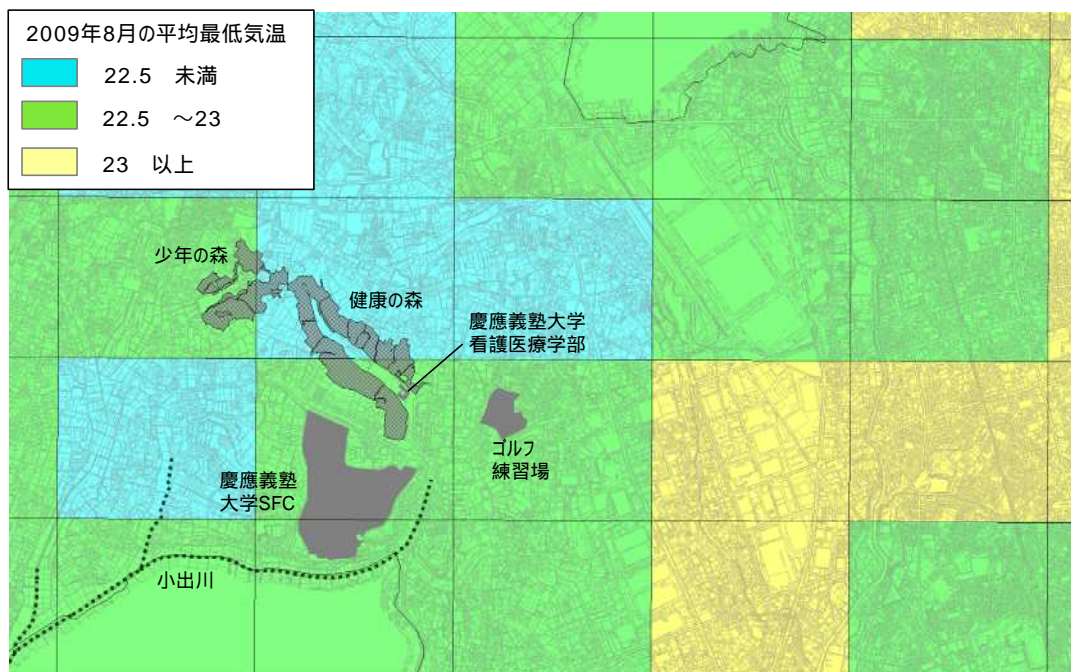 2009年8月の平均最低気温
22.5 未満
22.5 ～23
23 以上
少年の森
健康の森
慶應義塾大学
看護医療学部
ゴルフ
練習場
慶應義塾
大学SFC
小出川